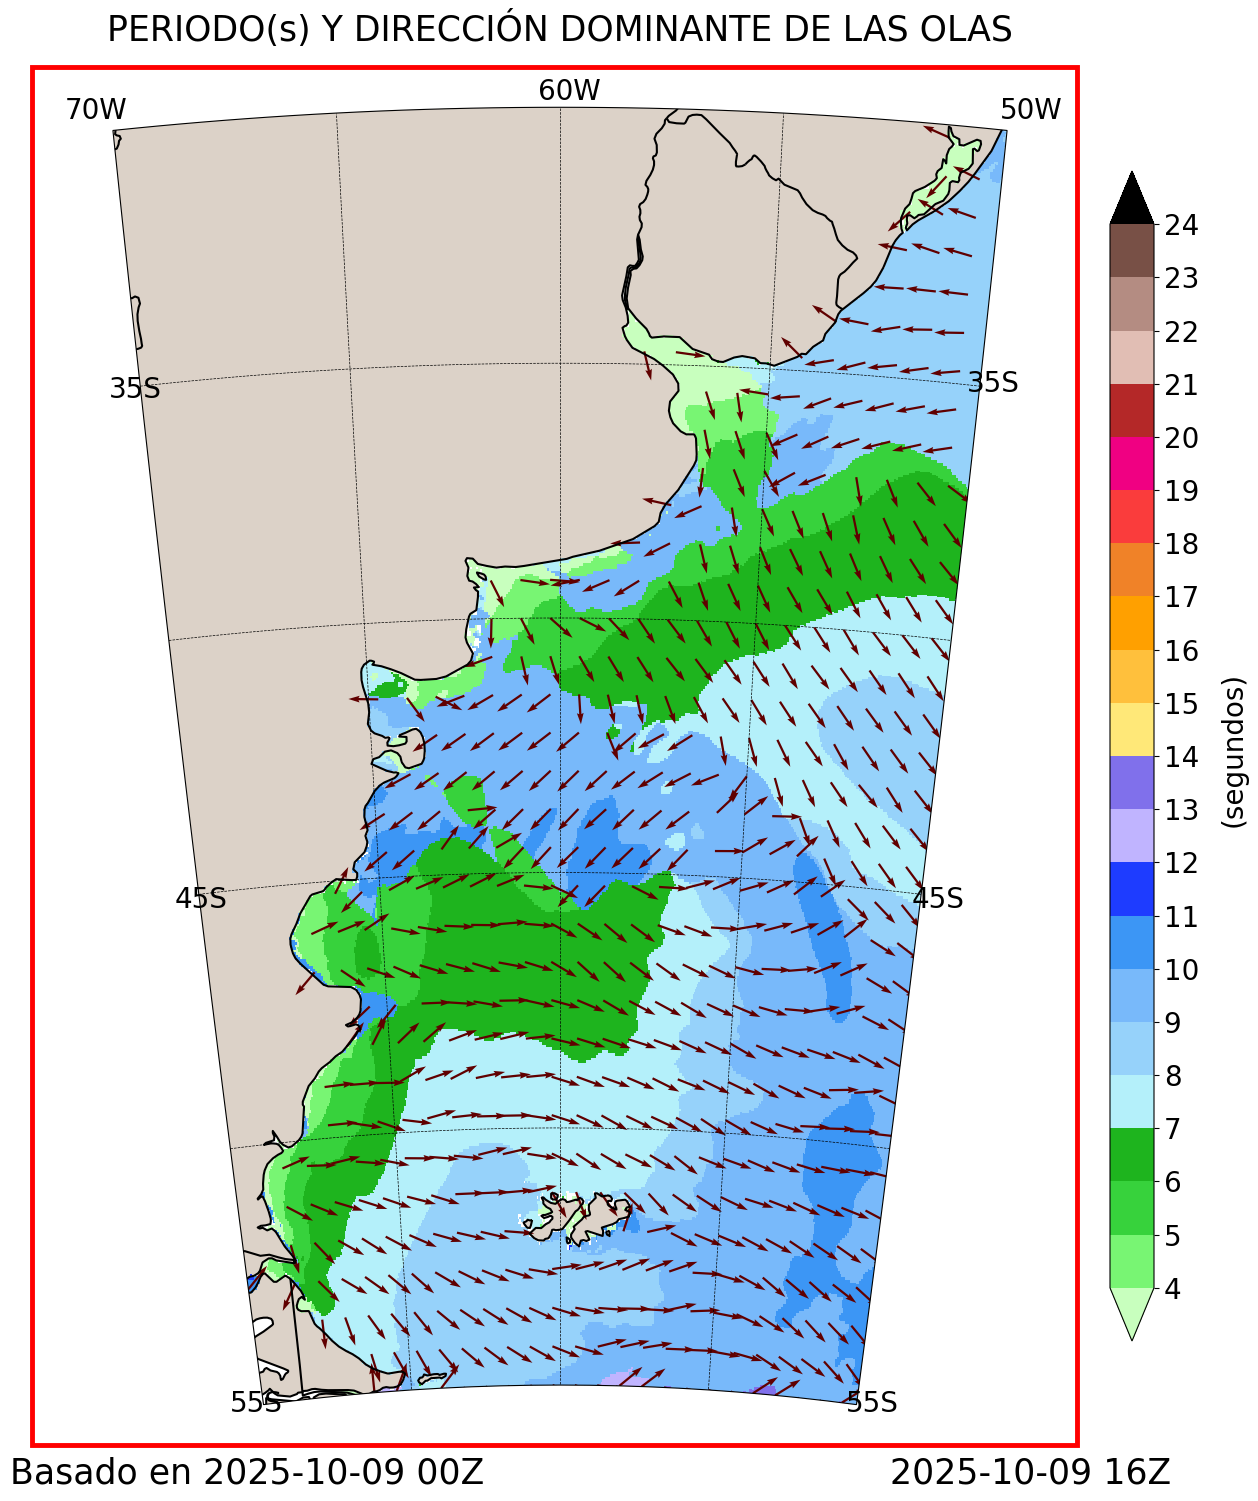 PERIODO(s) Y DIRECCIÓN DOMINANTE DE LAS OLAS
70W
60W
50W
35S
35S
45S
45S
55S
55S
24
23
22
21
20
19
18
17
16
15
14
13
12
11
10
9
8
7
6
5
4
(segundos)
Basado en 2025-10-09 00Z
2025-10-09 16Z